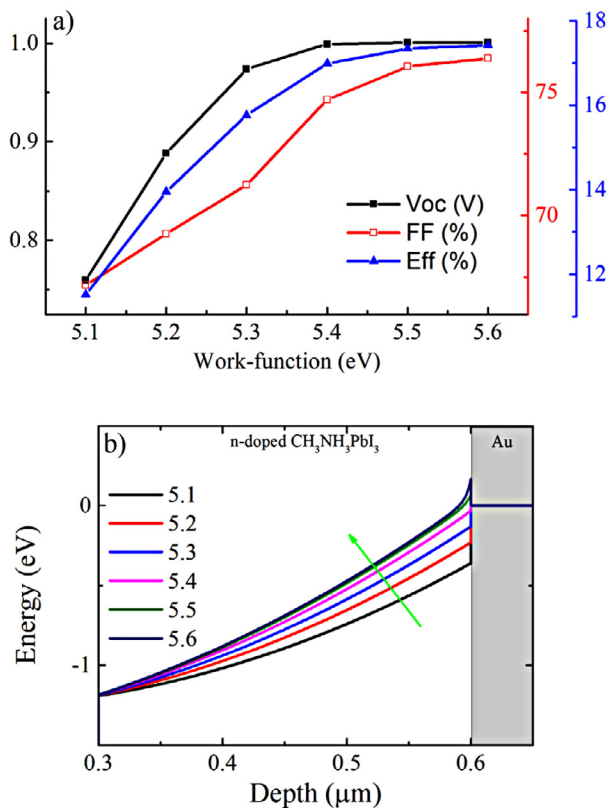 a)
1.0
0.9
0.8
75
70
18
16
14
12
Voc (V)
FF (%)
Eff (%)
5.1 5.2 5.3 5.4 5.5 5.6
Work-function (eV)
b)
n-doped CH₃NH₃PbI₃
Au
5.1
5.2
5.3
5.4
5.5
5.6
0
-1
Energy (eV)
0.3 0.4 0.5 0.6
Depth (μm)